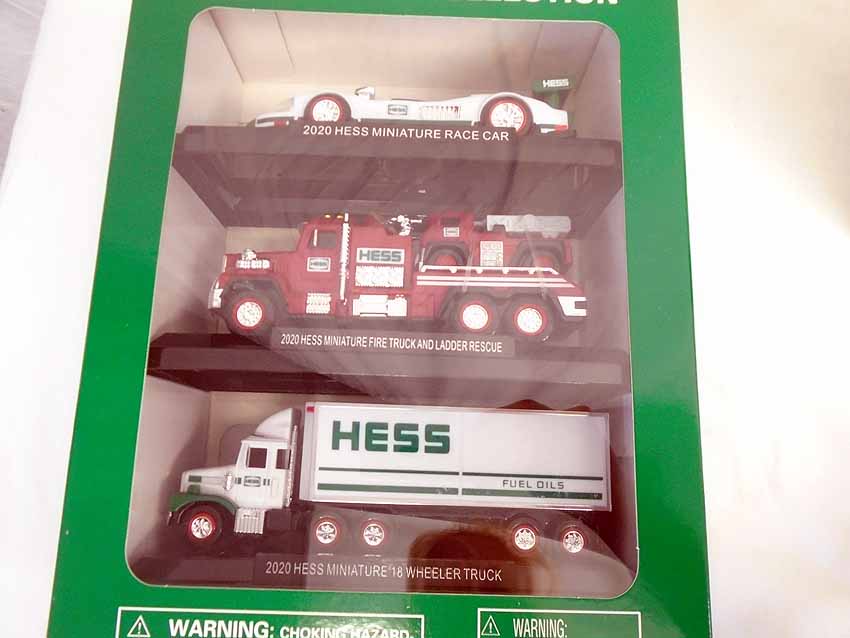 HESS
2020 HESS MINIATURE RACE CAR
HESS
2020 HESS MINIATURE FIRE TRUCK AND LADDER RESCUE
HESS
FUEL OILS
2020 HESS MINIATURE 18 WHEELER TRUCK
WARNING: CHOKING HAZARD-
WARNING: